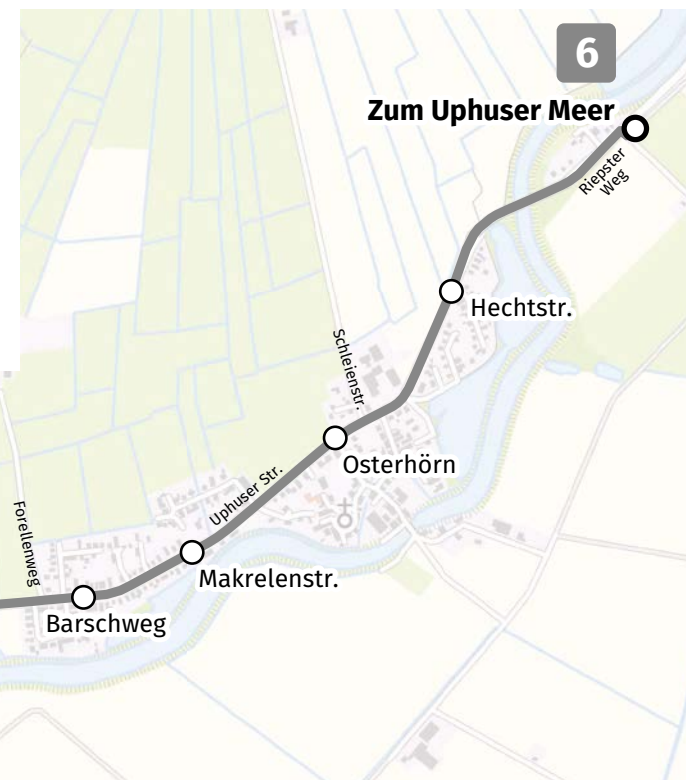 6
Zum Uphuser Meer
Riepster
Weg
Hechtstr.
Schleienstr.
Osterhörn
Uphuser Str.
Forellenweg
Makrelenstr.
Barschweg